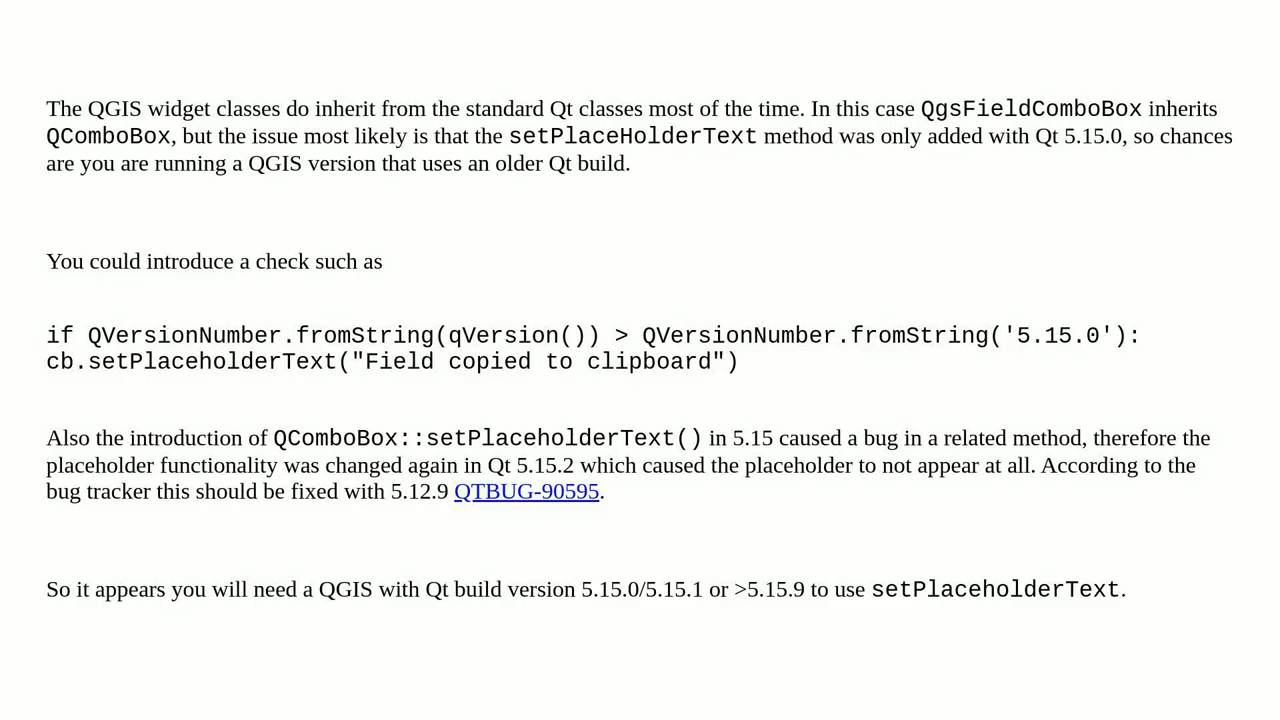 The QGIS widget classes do inherit from the standard Qt classes most of the time. In this case QgsFieldComboBox inherits
QComboBox, but the issue most likely is that the setPlaceHolderText method was only added with Qt 5.15.0, so chances
are you are running a QGIS version that uses an older Qt build.
You could introduce a check such as
if QVersionNumber.fromString(qVersion()) > QVersionNumber.fromString('5.15.0'):
cb.setPlaceholderText("Field copied to clipboard")
Also the introduction of QComboBox::setPlaceholderText() in 5.15 caused a bug in a related method, therefore the
placeholder functionality was changed again in Qt 5.15.2 which caused the placeholder to not appear at all. According to the
bug tracker this should be fixed with 5.12.9 QTBUG-90595.
So it appears you will need a QGIS with Qt build version 5.15.0/5.15.1 or >5.15.9 to use setPlaceholderText.